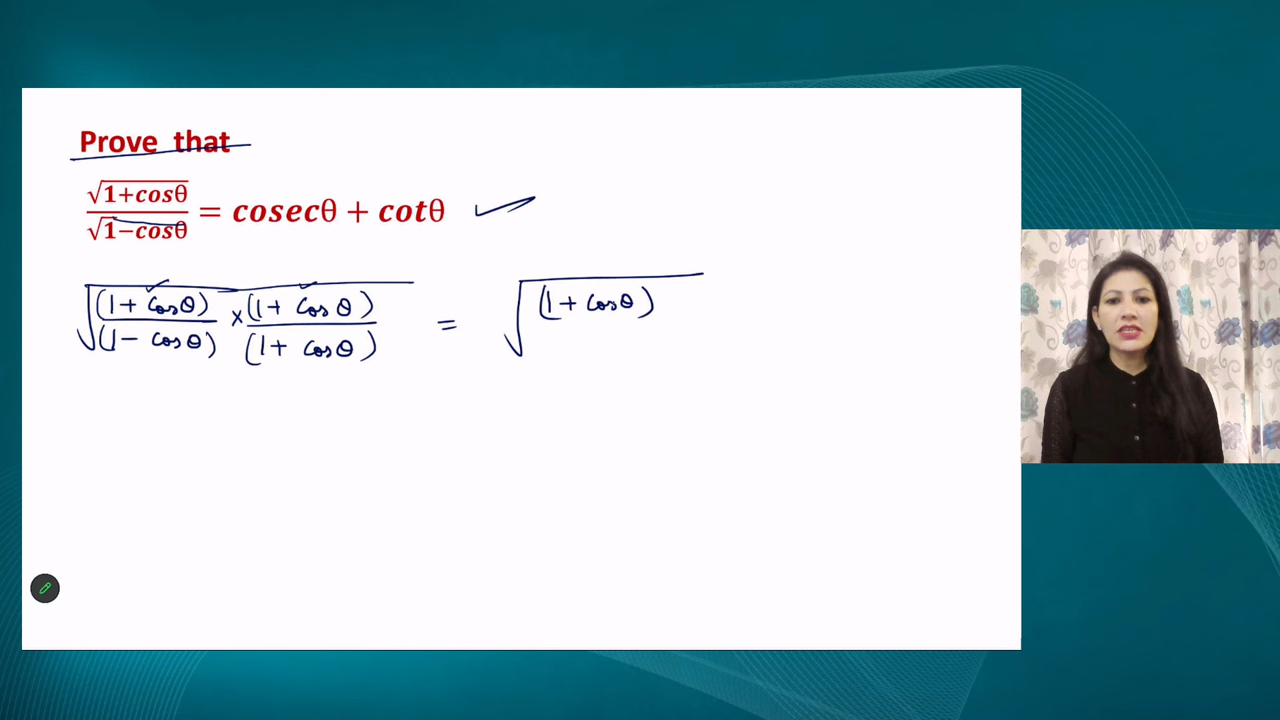 Prove that
√1+cosθ / √1−cosθ = cosecθ + cotθ
√(1+cosθ)/(1−cosθ) × (1+cosθ)/(1+cosθ) = √(1+cosθ)